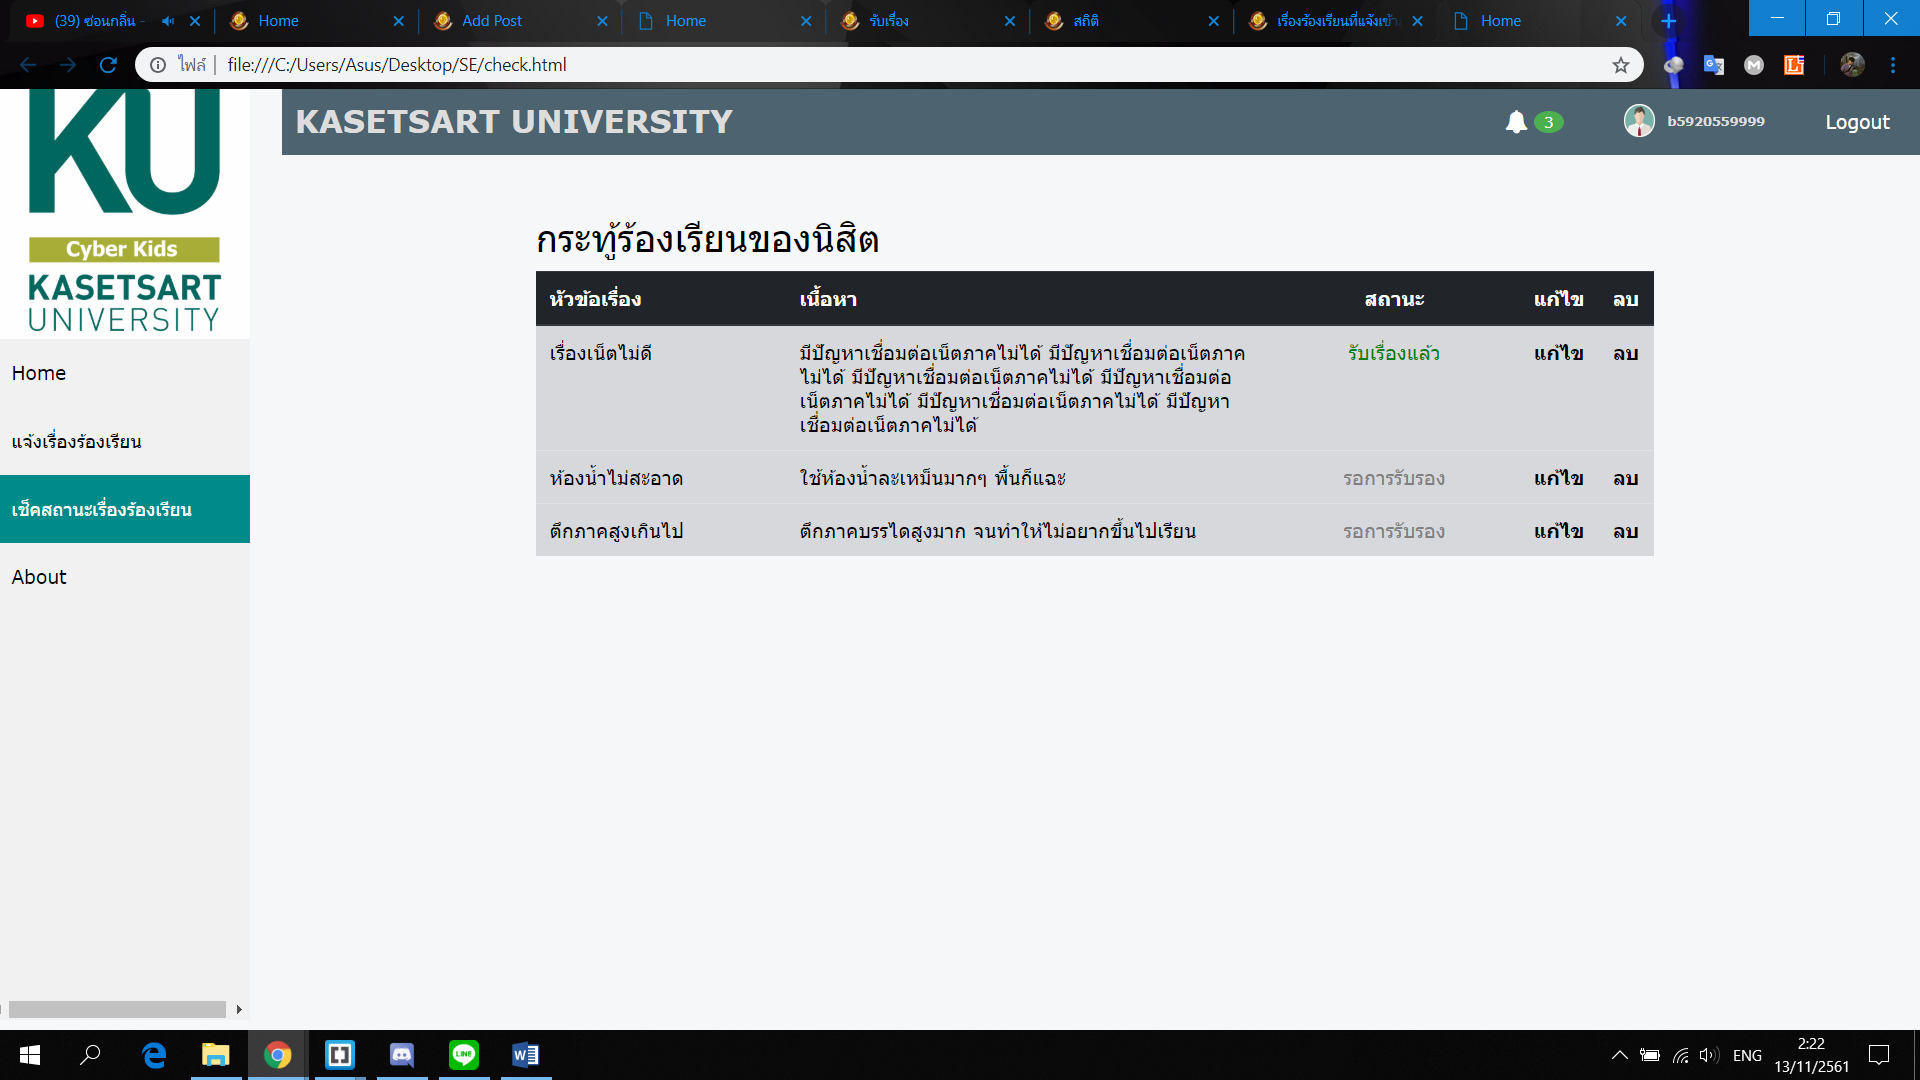 (39) ซ่อนกลิ่น -
Home
Add Post
Home
รับเรื่อง
สถิติ
เรื่องร้องเรียนที่แจ้งเข้า
Home
ไฟล์ | file:///C:/Users/Asus/Desktop/SE/check.html
KU
Cyber Kids
KASETSART
UNIVERSITY
KASETSART UNIVERSITY
3
b5920559999
Logout
Home
แจ้งเรื่องร้องเรียน
เช็คสถานะเรื่องร้องเรียน
About
กระทู้ร้องเรียนของนิสิต
หัวข้อเรื่อง เนื้อหา สถานะ แก้ไข ลบ
เรื่องเน็ตไม่ดี มีปัญหาเชื่อมต่อเน็ตภาคไม่ได้ มีปัญหาเชื่อมต่อเน็ตภาค รับเรื่องแล้ว แก้ไข ลบ
ไม่ได้ มีปัญหาเชื่อมต่อเน็ตภาคไม่ได้ มีปัญหาเชื่อมต่อ
เน็ตภาคไม่ได้ มีปัญหาเชื่อมต่อเน็ตภาคไม่ได้ มีปัญหา
เชื่อมต่อเน็ตภาคไม่ได้
ห้องน้ำไม่สะอาด ใช้ห้องน้ำละเหม็นมากๆ พื้นก็แฉะ รอการรับรอง แก้ไข ลบ
ตึกภาคสูงเกินไป ตึกภาคบรรไดสูงมาก จนทำให้ไม่อยากขึ้นไปเรียน รอการรับรอง แก้ไข ลบ
LINE
ENG
2:22
13/11/2561